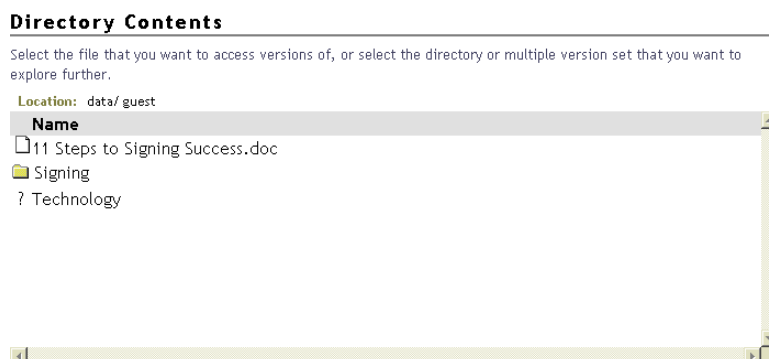 Directory Contents
Select the file that you want to access versions of, or select the directory or multiple version set that you want to
explore further.
Location: data/ guest
Name
11 Steps to Signing Success.doc
Signing
? Technology